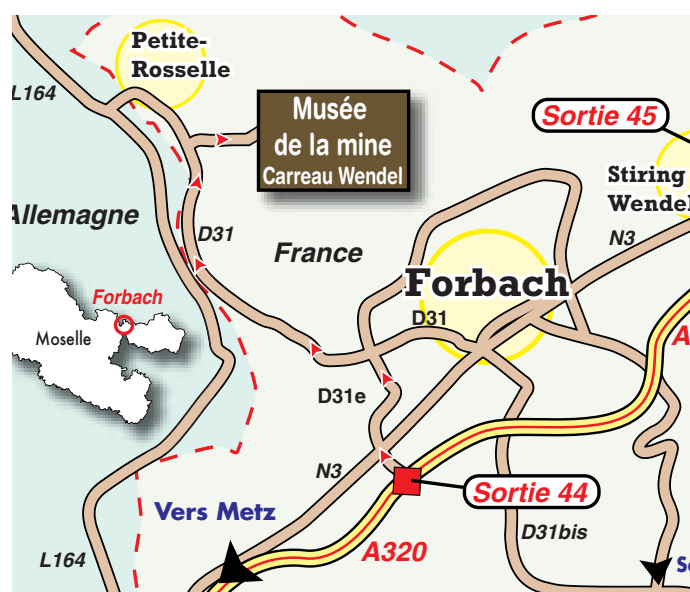 Petite-
Rosselle
L164
Musée
de la mine
Carreau Wendel
Sortie 45
Stiring
Wendel
Allemagne
D31
France
N3
Forbach
Forbach
D31
Moselle
D31e
N3
Sortie 44
Vers Metz
D31bis
A320
L164